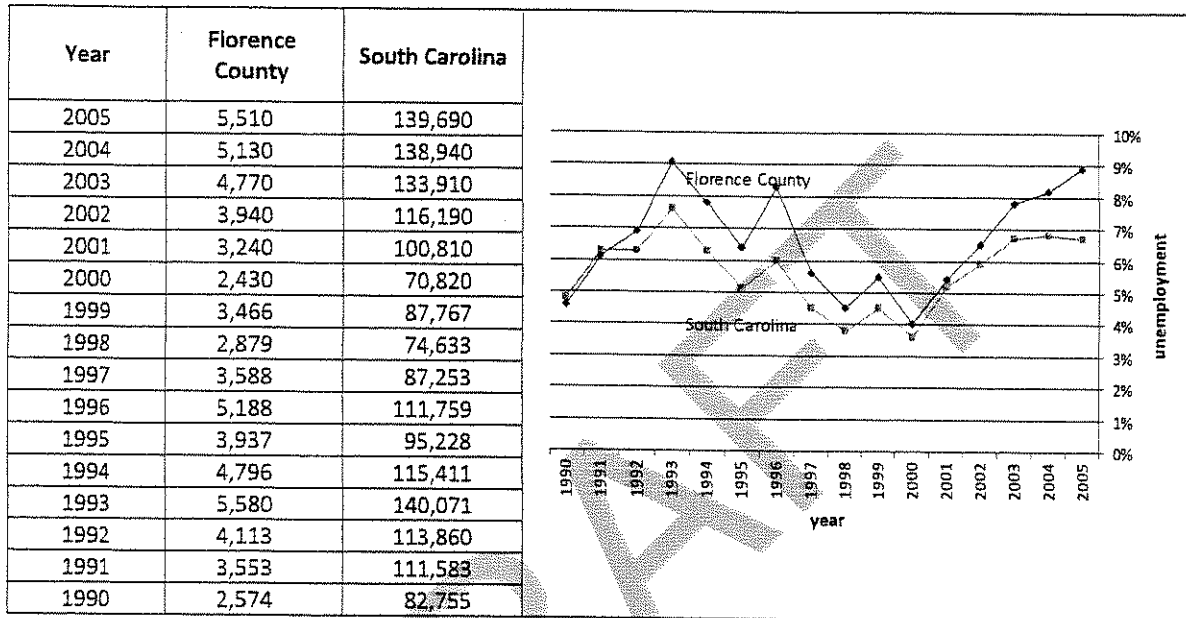 Year Florence County South Carolina
2005 5,510 139,690
2004 5,130 138,940
2003 4,770 133,910
2002 3,940 116,190
2001 3,240 100,810
2000 2,430 70,820
1999 3,466 87,767
1998 2,879 74,633
1997 3,588 87,253
1996 5,188 111,759
1995 3,937 95,228
1994 4,796 115,411
1993 5,580 140,071
1992 4,113 113,860
1991 3,553 111,583
1990 2,574 82,755
10%
9%
8%
7%
6%
5%
4%
3%
2%
1%
0%
unemployment
Florence County
South Carolina
1990 1991 1992 1993 1994 1995 1996 1997 1998 1999 2000 2001 2002 2003 2004 2005
year